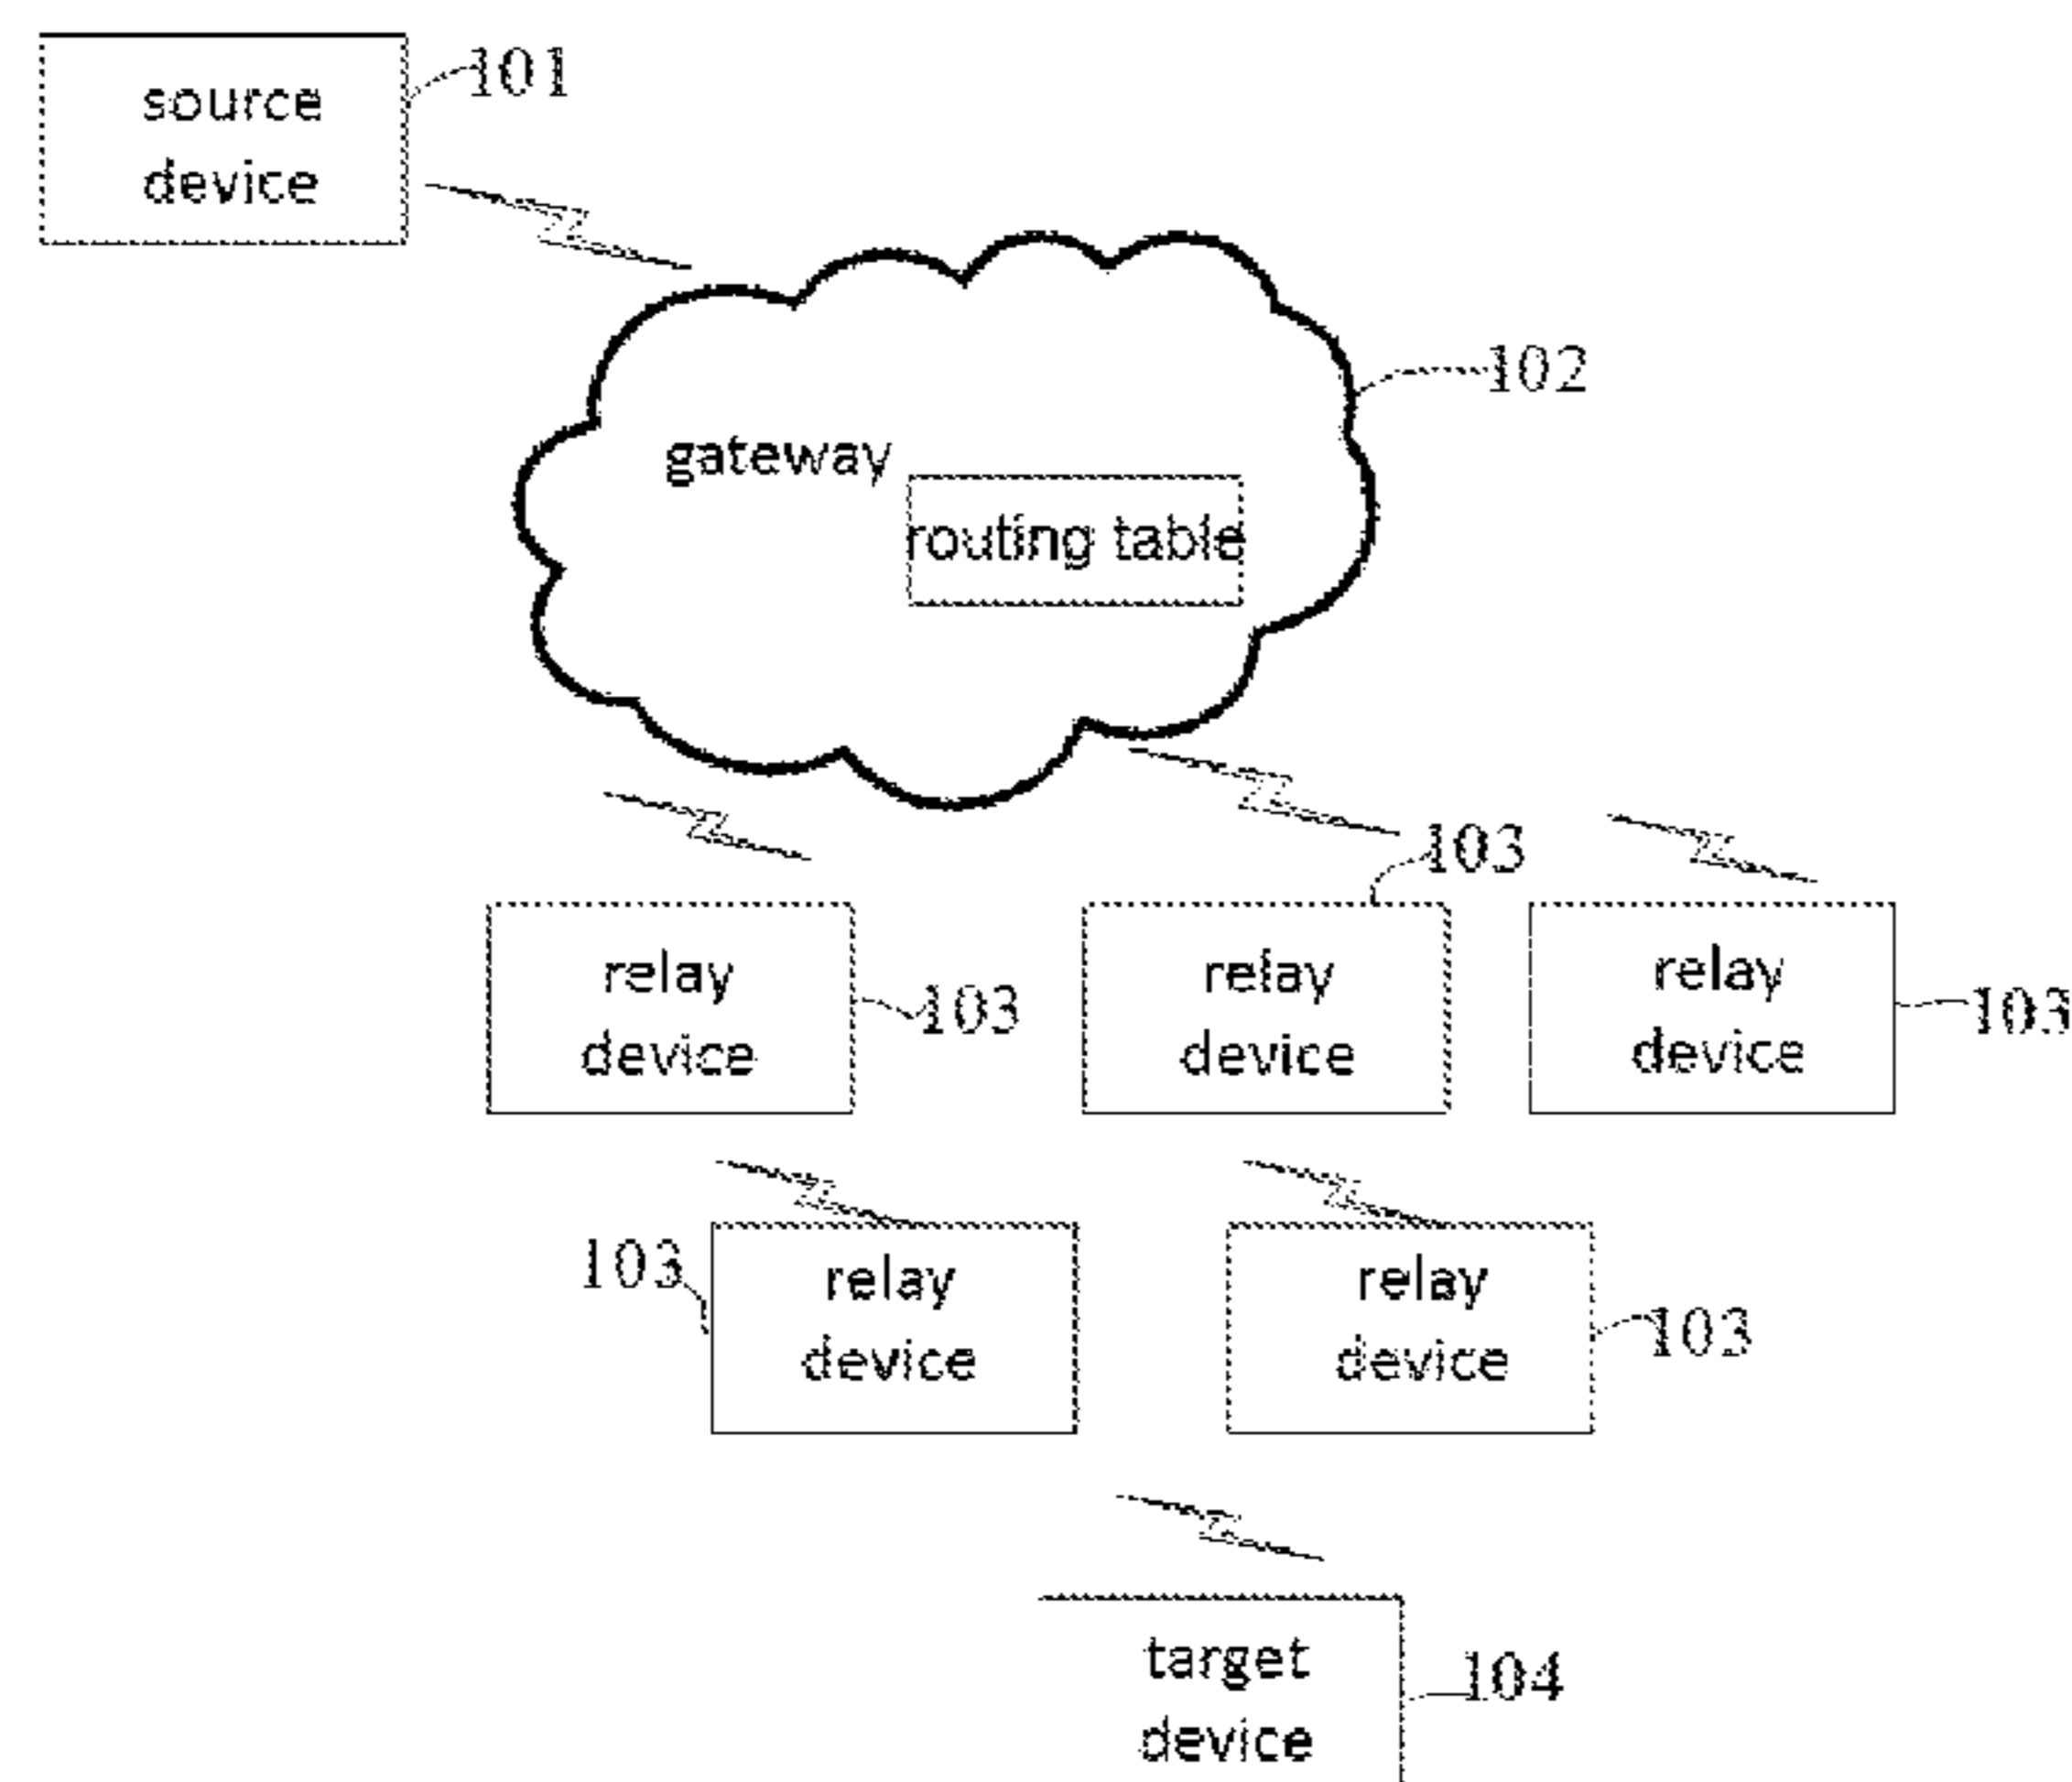 source
device
101
102
gateway
routing table
103
relay
device
103
relay
device
relay
device
103
103
relay
device
relay
device
103
target
device
104